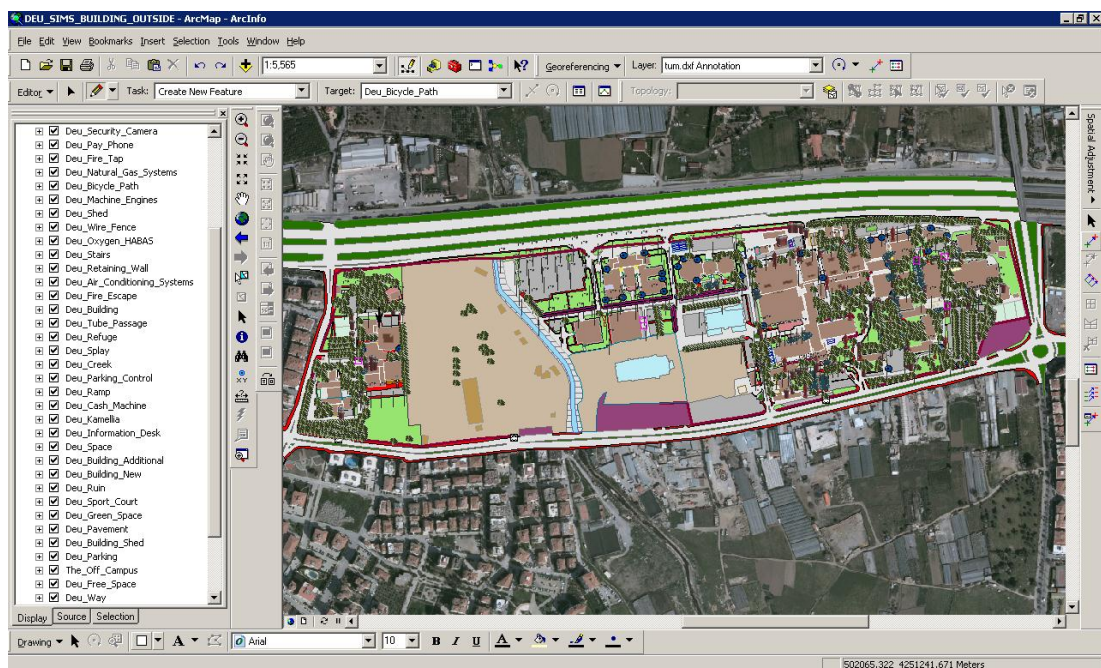 DEU_SIMS_BUILDING_OUTSIDE - ArcMap - ArcInfo
File Edit View Bookmarks Insert Selection Tools Window Help
1:5,565 Georeferencing Layer: tum.dxf Annotation
Editor Task: Create New Feature Target: Deu_Bicycle_Path Topology:
Deu_Security_Camera
Deu_Pay_Phone
Deu_Fire_Tap
Deu_Natural_Gas_Systems
Deu_Bicycle_Path
Deu_Machine_Engines
Deu_Shed
Deu_Wire_Fence
Deu_Oxygen_HABAS
Deu_Stairs
Deu_Retaining_Wall
Deu_Air_Conditioning_Systems
Deu_Fire_Escape
Deu_Building
Deu_Tube_Passage
Deu_Refuge
Deu_Splay
Deu_Creek
Deu_Parking_Control
Deu_Ramp
Deu_Cash_Machine
Deu_Kamellia
Deu_Information_Desk
Deu_Space
Deu_Building_Additional
Deu_Building_New
Deu_Ruin
Deu_Sport_Court
Deu_Green_Space
Deu_Pavement
Deu_Building_Shed
Deu_Parking
The_Off_Campus
Deu_Free_Space
Deu_Way
Display Source Selection
XY
Spatial Adjustment
Drawing A Arial 10 B I U A
502065.322 4251241.671 Meters